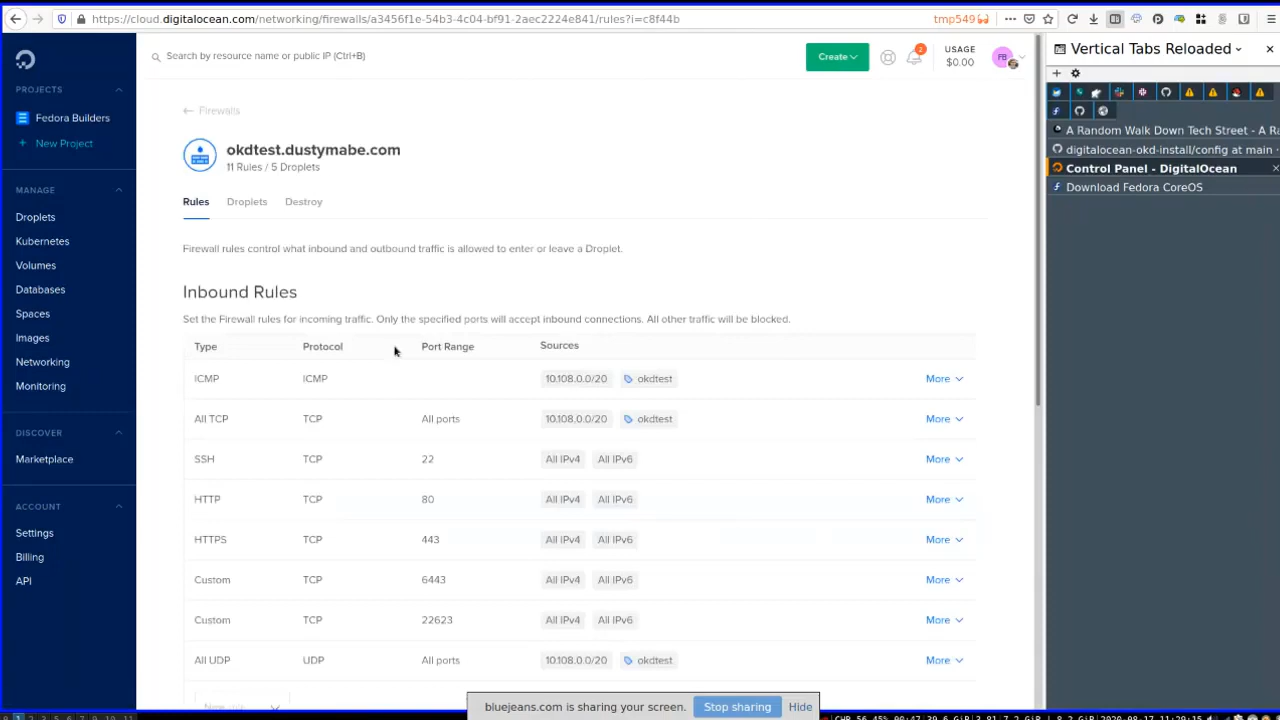 https://cloud.digitalocean.com/networking/firewalls/a3456f1e-54b3-4c04-bf91-2aec2224e841/rules?i=c8f44b
tmp549
Vertical Tabs Reloaded
Search by resource name or public IP (Ctrl+B)
Create
2
USAGE
$0.00
FB
PROJECTS
Fedora Builders
+ New Project
MANAGE
Droplets
Kubernetes
Volumes
Databases
Spaces
Images
Networking
Monitoring
DISCOVER
Marketplace
ACCOUNT
Settings
Billing
API
← Firewalls
okdtest.dustymabe.com
11 Rules / 5 Droplets
Rules Droplets Destroy
Firewall rules control what inbound and outbound traffic is allowed to enter or leave a Droplet.
Inbound Rules
Set the Firewall rules for incoming traffic. Only the specified ports will accept inbound connections. All other traffic will be blocked.
Type Protocol Port Range Sources
ICMP ICMP 10.108.0.0/20 okdtest More
All TCP TCP All ports 10.108.0.0/20 okdtest More
SSH TCP 22 All IPv4 All IPv6 More
HTTP TCP 80 All IPv4 All IPv6 More
HTTPS TCP 443 All IPv4 All IPv6 More
Custom TCP 6443 All IPv4 All IPv6 More
Custom TCP 22623 All IPv4 All IPv6 More
All UDP UDP All ports 10.108.0.0/20 okdtest More
A Random Walk Down Tech Street - A Ra
digitalocean-okd-install/config at main ·
Control Panel - DigitalOcean
Download Fedora CoreOS
bluejeans.com is sharing your screen. Stop sharing Hide